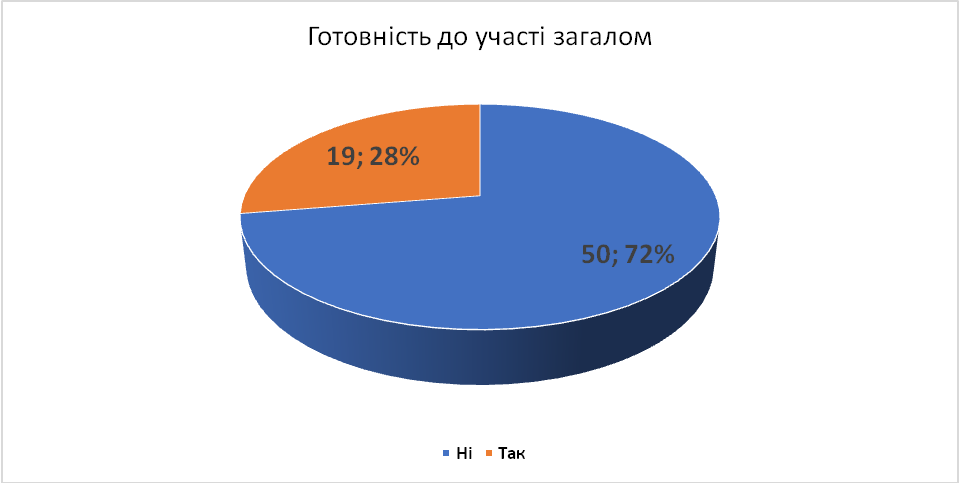 Готовність до участі загалом
19; 28%
50; 72%
Ні Так